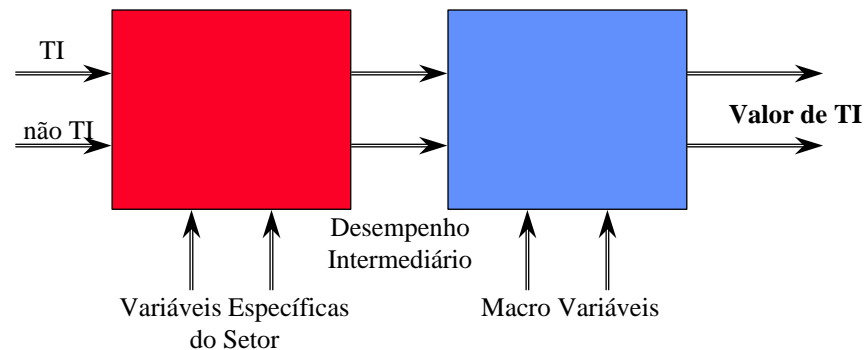 TI
não TI
Valor de TI
Desempenho
Intermediário
Variáveis Específicas
do Setor
Macro Variáveis